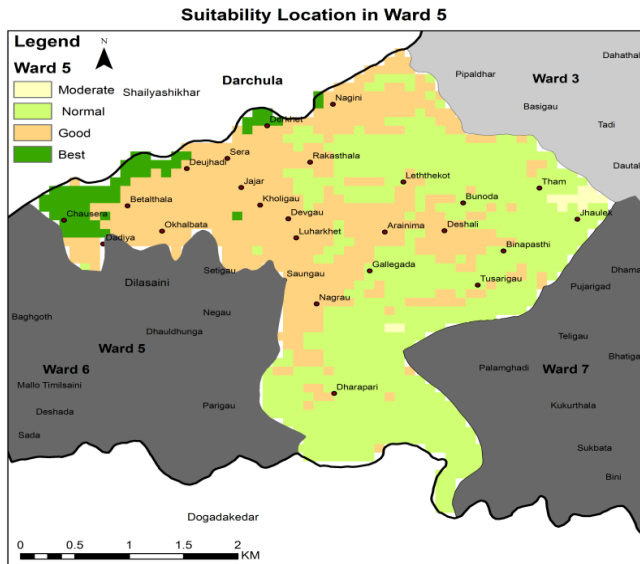 Suitability Location in Ward 5
Legend
N
Ward 5
Moderate
Normal
Good
Best
Darchula
Shailyashikhar
Ward 3
Dahathal
Pipaldhar
Basigau
Tadi
Dautal
Nagini
Derkhet
Sera
Deujhadi
Rakasthala
Jajar
Leththekot
Tham
Betalthala
Kholigau
Bunoda
Jhaulek
Chausera
Devgau
Okhalbata
Luharkhet
Arainima
Deshali
Dadiya
Binapasthi
Setigau
Saungau
Gallegada
Dhama
Dilasaini
Tusarigau
Pujarigad
Baghgoth
Negau
Nagrau
Dhauldhunga
Teligau
Ward 5
Bhatiga
Ward 6
Palamghadi
Ward 7
Mallo Timilsaini
Dharapari
Parigau
Kukurthala
Deshada
Sada
Sukbata
Bini
Dogadakedar
0 0.5 1 1.5 2
KM